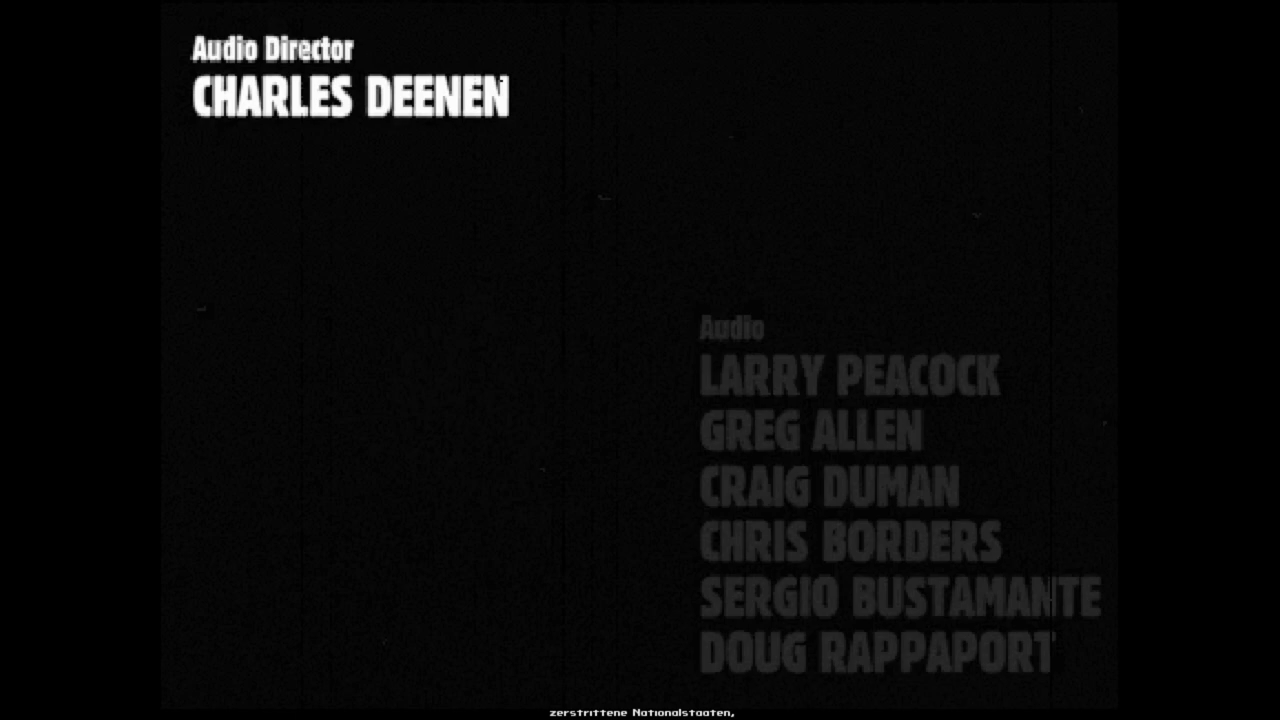 Audio Director
CHARLES DEENEN
Audio
LARRY PEACOCK
GREG ALLEN
CRAIG DUMAN
CHRIS BORDERS
SERGIO BUSTAMANTE
DOUG RAPPAPORT
zerstrittene Nationalstaaten,